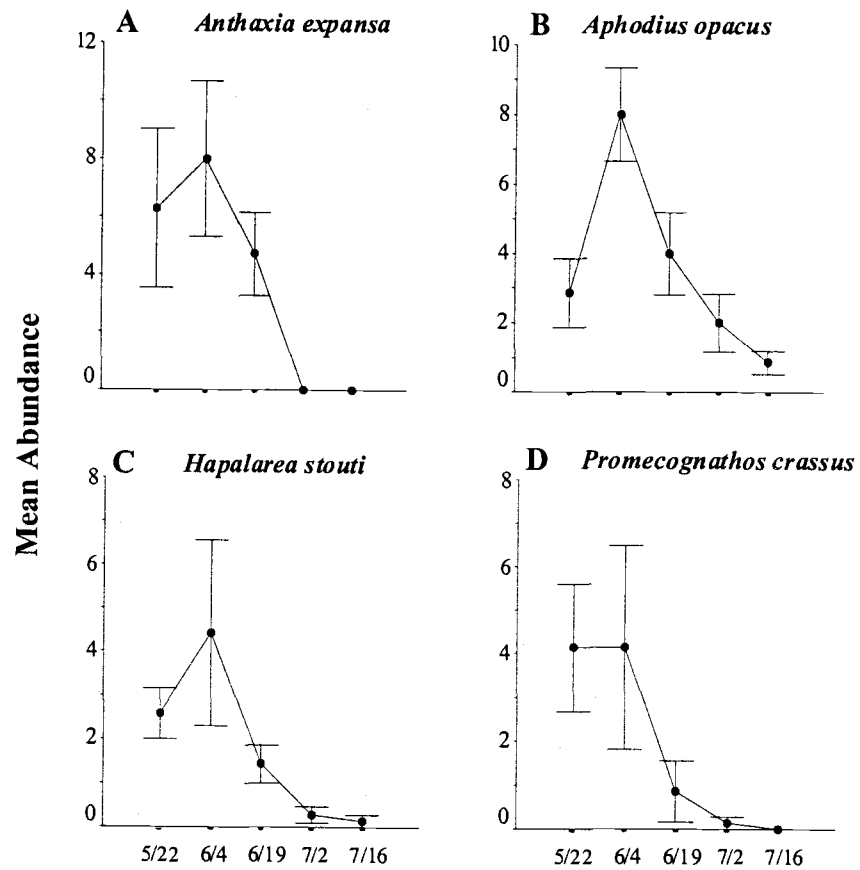 A Anthaxia expansa
12
8
4
0
B Aphodius opacus
10
8
6
4
2
0
Mean Abundance
C Hapalarea stouti
8
6
4
2
0
5/22 6/4 6/19 7/2 7/16
D Promecognathos crassus
8
6
4
2
0
5/22 6/4 6/19 7/2 7/16